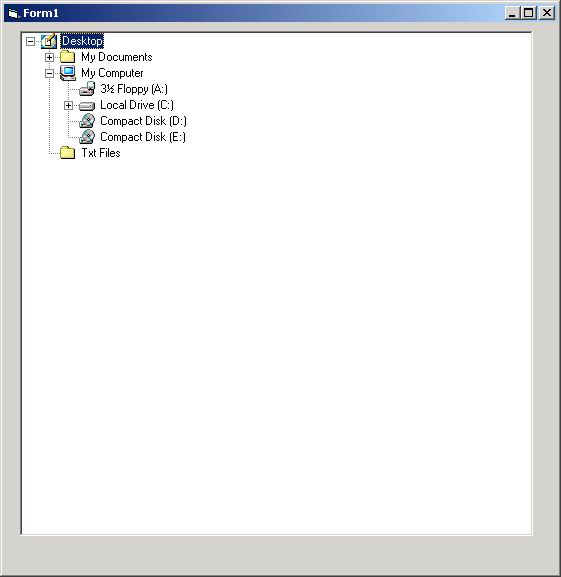 Form1
Desktop
My Documents
My Computer
3½ Floppy (A:)
Local Drive (C:)
Compact Disk (D:)
Compact Disk (E:)
Txt Files